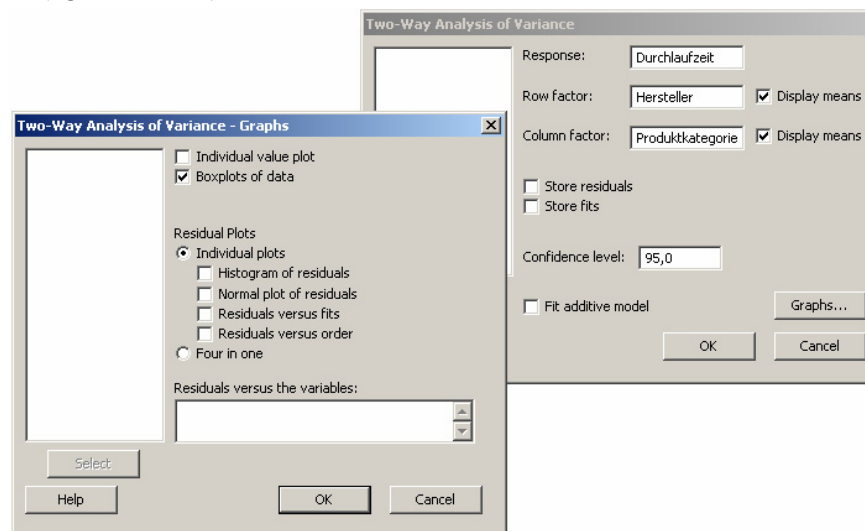 Two-Way Analysis of Variance
Response: Durchlaufzeit
Row factor: Hersteller Display means
Column factor: Produktkategorie Display means
Store residuals
Store fits
Confidence level: 95,0
Fit additive model Graphs...
OK Cancel
Two-Way Analysis of Variance - Graphs
Individual value plot
Boxplots of data
Residual Plots
Individual plots
Histogram of residuals
Normal plot of residuals
Residuals versus fits
Residuals versus order
Four in one
Residuals versus the variables:
Select
Help OK Cancel